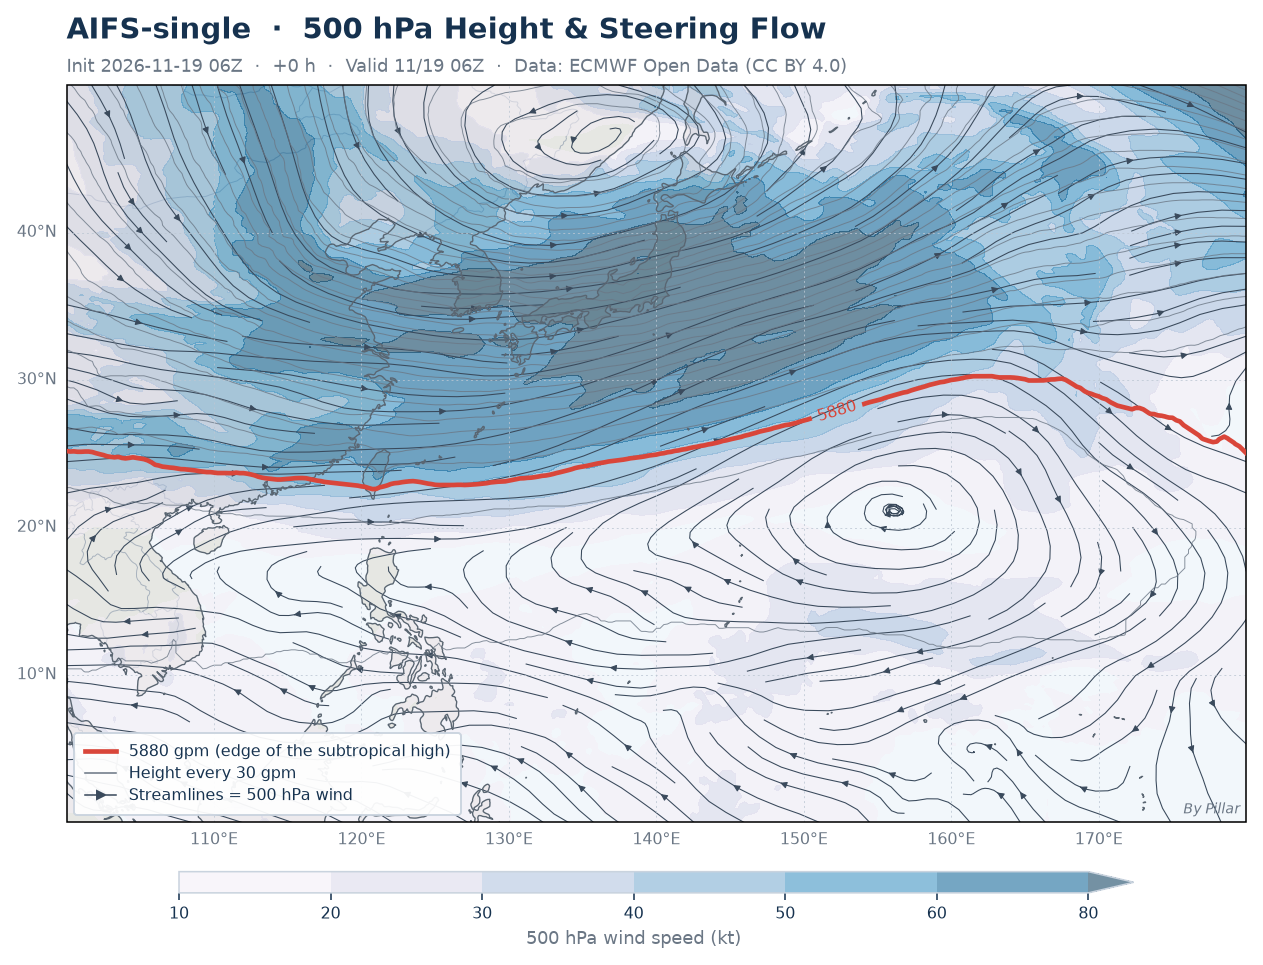 AIFS-single · 500 hPa Height & Steering Flow
Init 2026-11-19 06Z · +0 h · Valid 11/19 06Z · Data: ECMWF Open Data (CC BY 4.0)
40°N
30°N
20°N
10°N
5880
5880 gpm (edge of the subtropical high)
Height every 30 gpm
Streamlines = 500 hPa wind
By Pillar
110°E 120°E 130°E 140°E 150°E 160°E 170°E
10 20 30 40 50 60 80
500 hPa wind speed (kt)